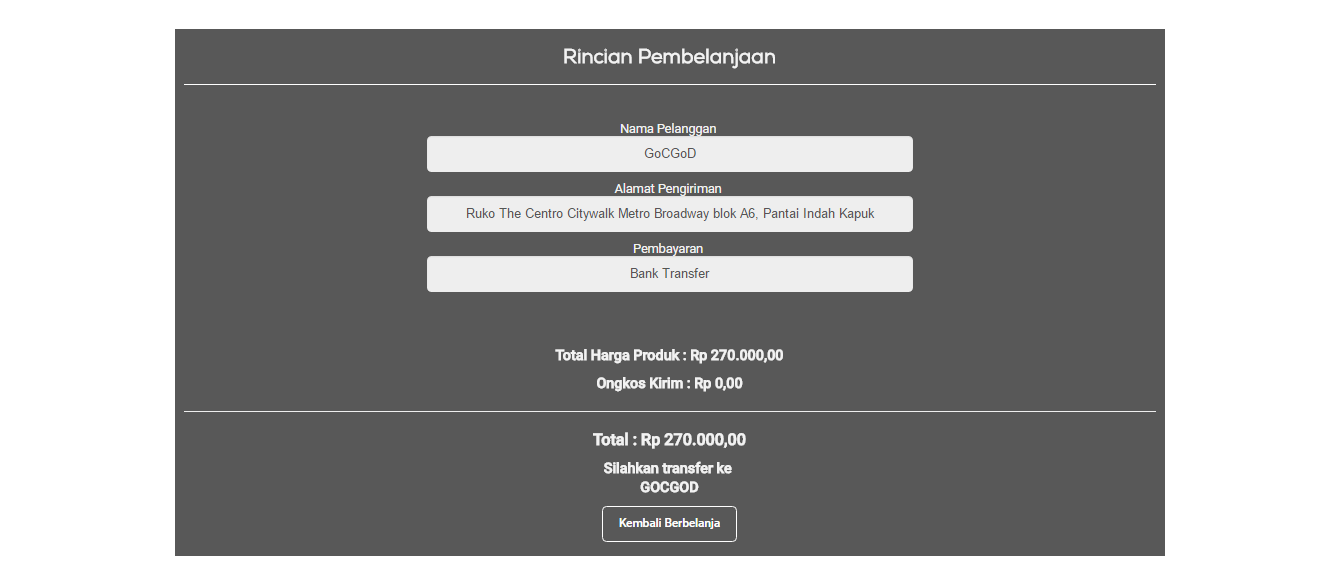 Rincian Pembelanjaan
Nama Pelanggan
GoCGoD
Alamat Pengiriman
Ruko The Centro Citywalk Metro Broadway blok A6, Pantai Indah Kapuk
Pembayaran
Bank Transfer
Total Harga Produk : Rp 270.000,00
Ongkos Kirim : Rp 0,00
Total : Rp 270.000,00
Silahkan transfer ke
GOCGOD
Kembali Berbelanja